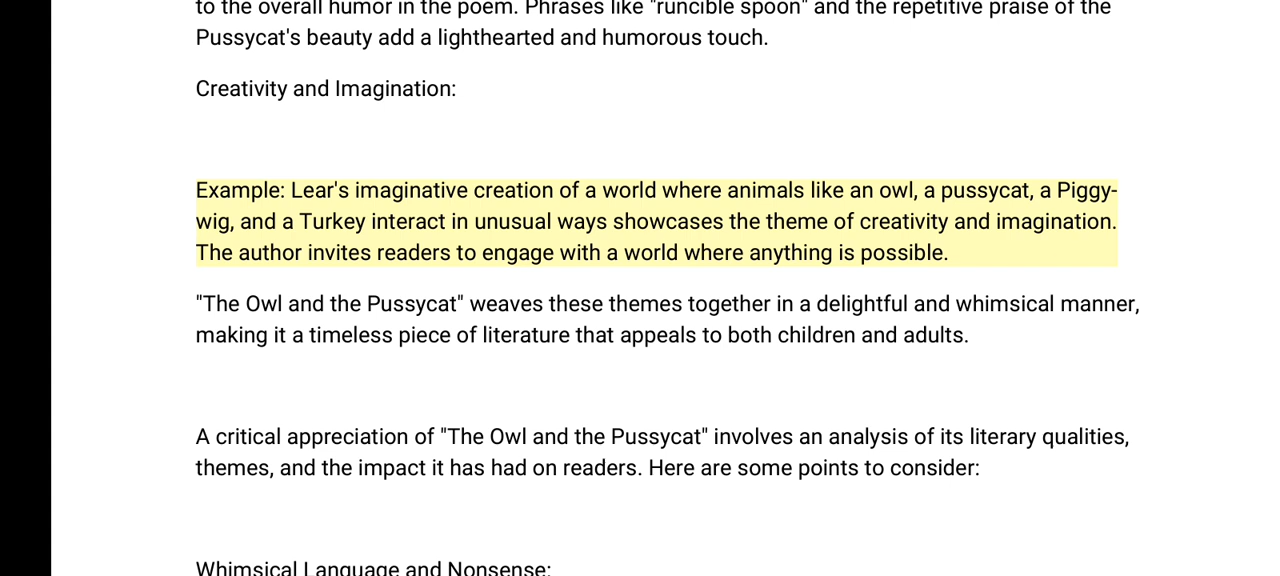 to the overall humor in the poem. Phrases like "runcible spoon" and the repetitive praise of the
Pussycat's beauty add a lighthearted and humorous touch.
Creativity and Imagination:
Example: Lear's imaginative creation of a world where animals like an owl, a pussycat, a Piggy-
wig, and a Turkey interact in unusual ways showcases the theme of creativity and imagination.
The author invites readers to engage with a world where anything is possible.
"The Owl and the Pussycat" weaves these themes together in a delightful and whimsical manner,
making it a timeless piece of literature that appeals to both children and adults.
A critical appreciation of "The Owl and the Pussycat" involves an analysis of its literary qualities,
themes, and the impact it has had on readers. Here are some points to consider:
Whimsical Language and Nonsense: